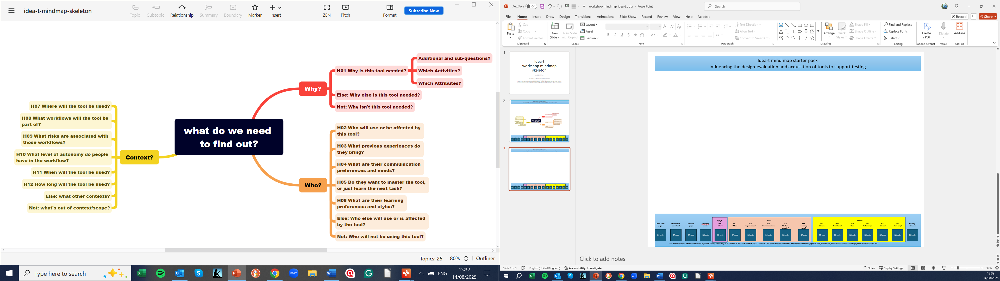 idea-t-mindmap-skeleton
Topic
Subtopic
Relationship
Summary
Boundary
Marker
Insert
ZEN
Pitch
Format
Subscribe Now
what do we need
to find out?
Why?
H01 Why is this tool needed?
Additional and sub-questions?
Which Activities?
Which Attributes?
Else: Why else is this tool needed?
Not: Why isn't this tool needed?
Who?
H02 Who will use or be affected by
this tool?
H03 What previous experiences do
they bring?
H04 What are their communication
preferences and needs?
H05 Do they want to master the tool,
or just learn the next task?
H06 What are their learning
preferences and styles?
Else: Who else will use or is affected
by the tool?
Not: Who will not be using this tool?
Context?
H07 Where will the tool be used?
H08 What workflows will the tool be
part of?
H09 What risks are associated with
those workflows?
H10 What level of autonomy do people
have in the workflow?
H11 When will the tool be used?
H12 How long will the tool be used?
Else: what other contexts?
Not: what's out of context/scope?
Topics: 25
80%
Outliner
Type here to search
zoom
ENG
13:32
14/08/2025
AutoSave Off
workshop mindmap idea-t.pptx - PowerPoint
Search
File Home Insert Draw Design Transitions Animations Slide Show Record Review View Help Acrobat
Record
Share
Paste
Cut
Copy
Format Painter
Clipboard
New
Slide
New Slide
with Copilot
Layout
Reset
Section
Slides
Font
Text Direction
Align Text
Convert to SmartArt
Paragraph
Arrange
Quick
Styles
Shape Fill
Shape Outline
Shape Effects
Drawing
Find and Replace
Replace Fonts
Select
Editing
Create
a PDF
Adobe Acrobat
Dictate
Voice
Add-ins
Add-ins
1
idea-t
workshop mindmap
skeleton
2
3
Idea-t mind map starter pack
Influencing the design-evaluation and acquisition of tools to support testing
Quick Start
page
Quick Start
download
ReadMe
page
Mindmap
starter
Why?
H01
Why?
Who?
H02
Who?
H03
Experiences?
H04
Communication
H05
Mastery
or task?
H06
Learning
style?
Context?
H07
Where?
H08
Workflows?
H09
Risks
H10
Autonomy?
H11
When?
H12
How long?
Quality
attributes
QR code QR code QR code QR code QR code QR code QR code QR code QR code QR code QR code QR code QR code QR code QR code QR code QR code
Idea-t framework is based on research by Isabel Evans, University of Malta and is available under a GPL 3.0 license. The repository for the idea-t framework is at https://github.com/hci-lab-um/heuristics-for-test-tool-design/blob/main/README.md
Click to add notes
Slide 3 of 3
English (United Kingdom)
Accessibility: Investigate
Notes
Display Settings
34%
13:32
14/08/2025